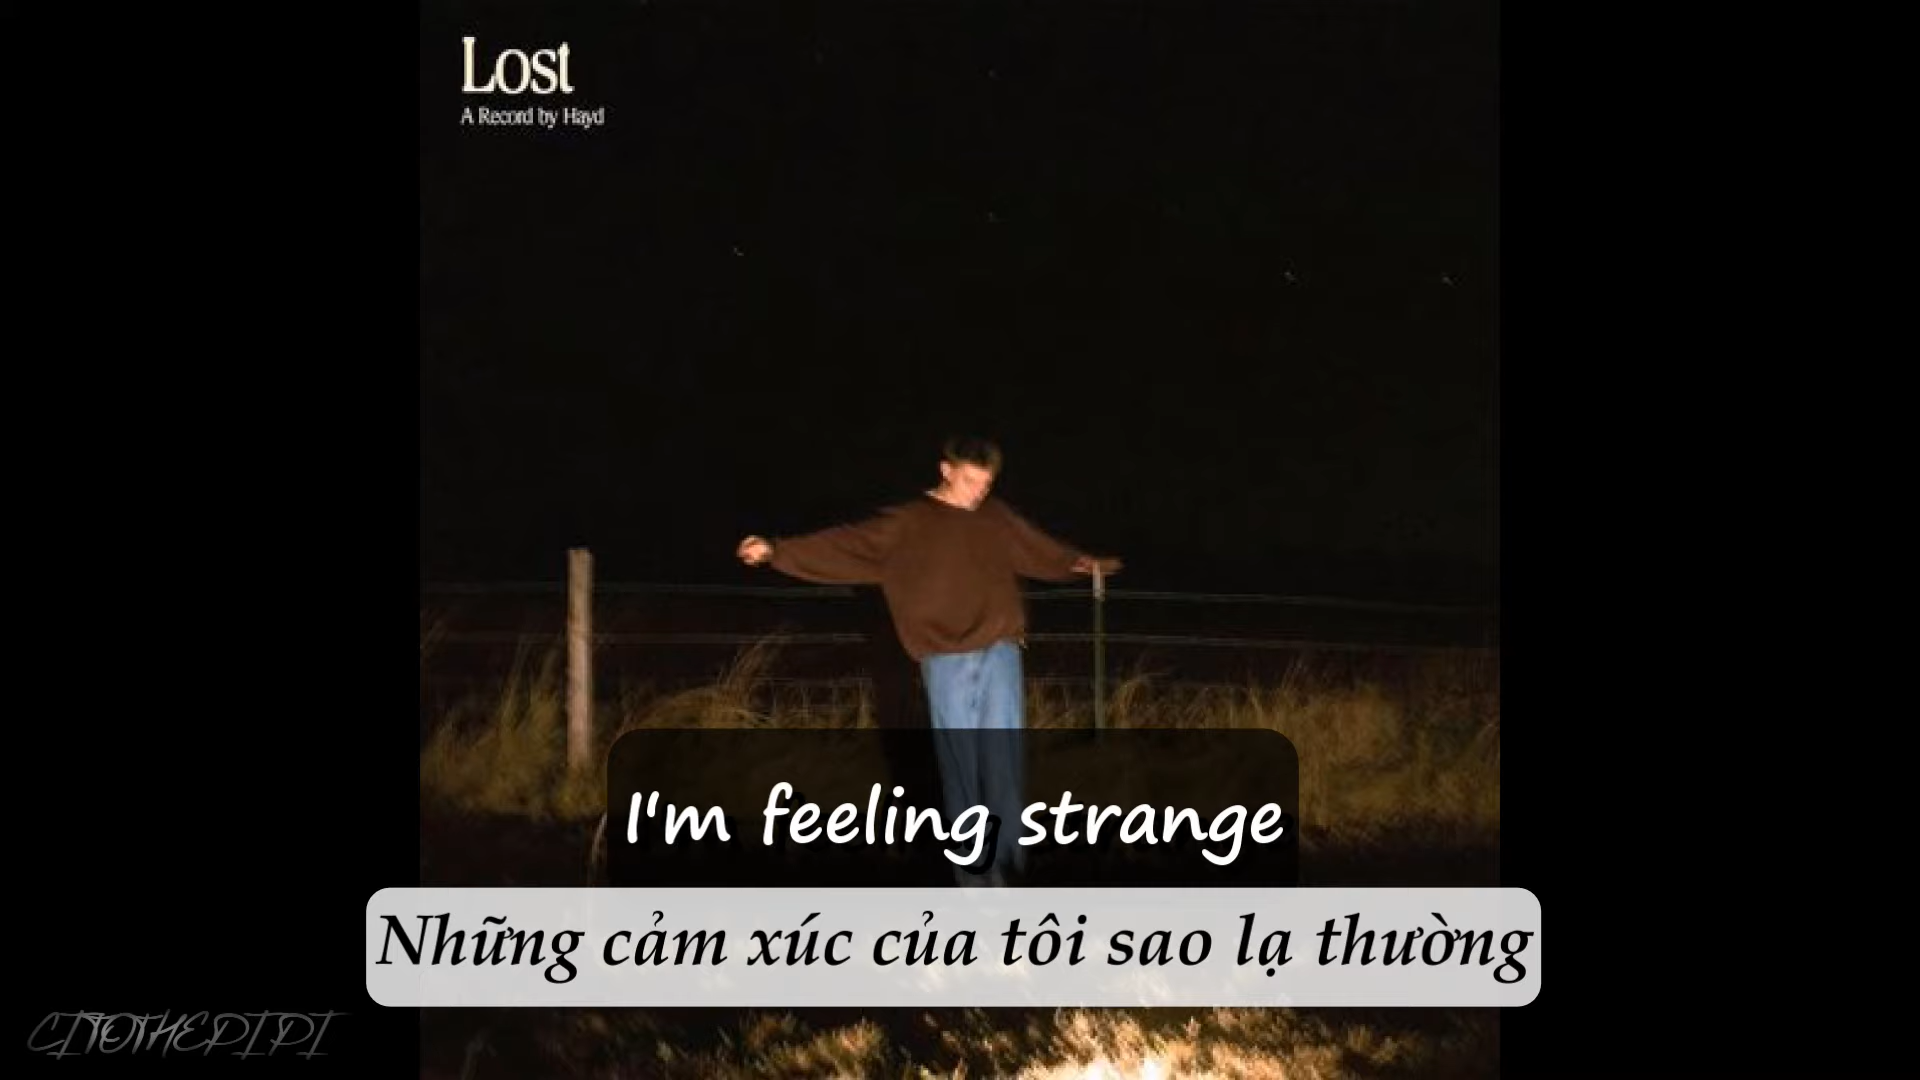 Lost
A Record by Hayd
I'm feeling strange
Những cảm xúc của tôi sao lạ thường
CITOTHEPIPI